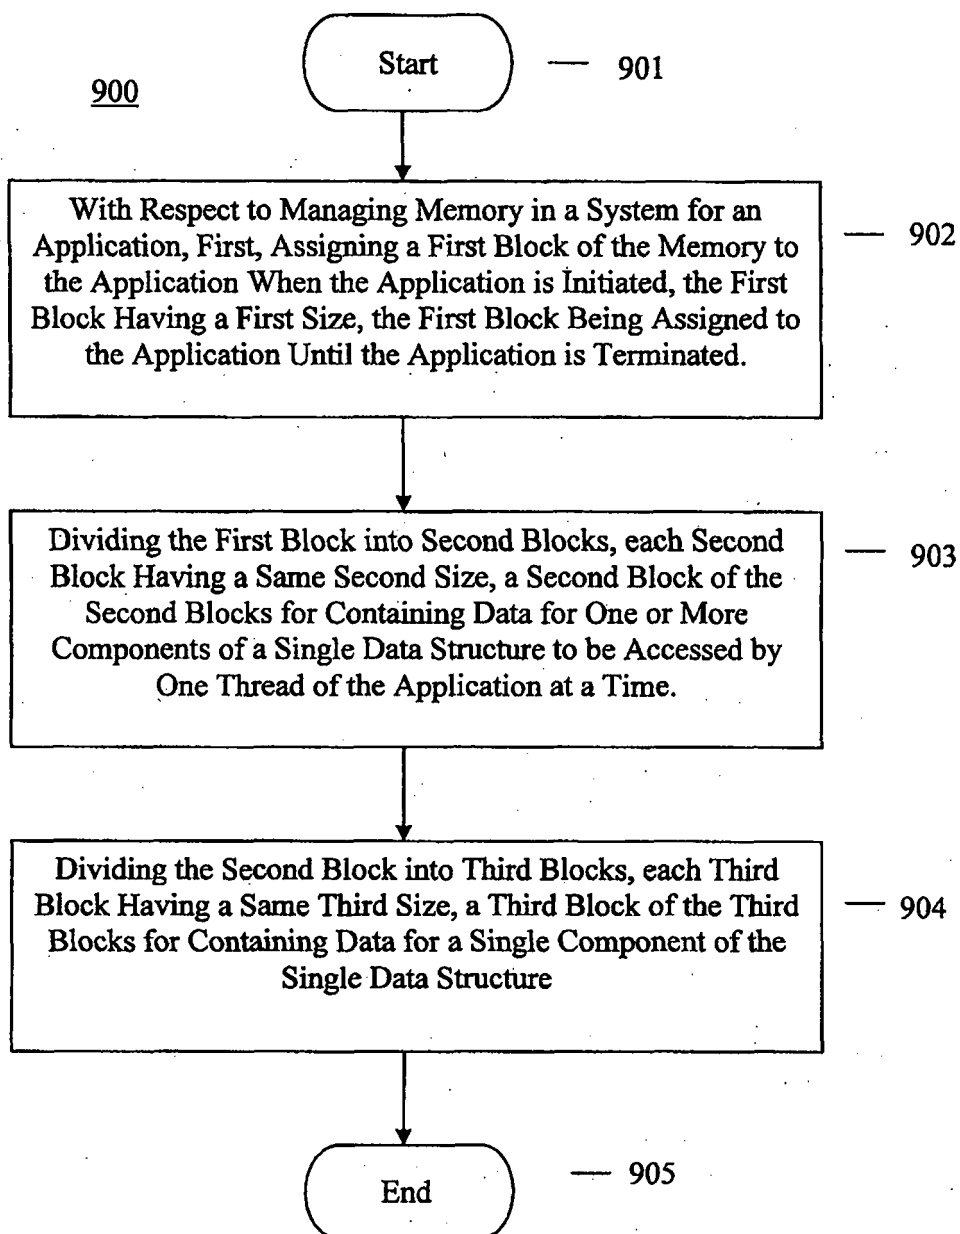 Start
901
900
With Respect to Managing Memory in a System for an
Application, First, Assigning a First Block of the Memory to
the Application When the Application is Initiated, the First
Block Having a First Size, the First Block Being Assigned to
the Application Until the Application is Terminated.
902
Dividing the First Block into Second Blocks, each Second
Block Having a Same Second Size, a Second Block of the
Second Blocks for Containing Data for One or More
Components of a Single Data Structure to be Accessed by
One Thread of the Application at a Time.
903
Dividing the Second Block into Third Blocks, each Third
Block Having a Same Third Size, a Third Block of the Third
Blocks for Containing Data for a Single Component of the
Single Data Structure
904
End
905